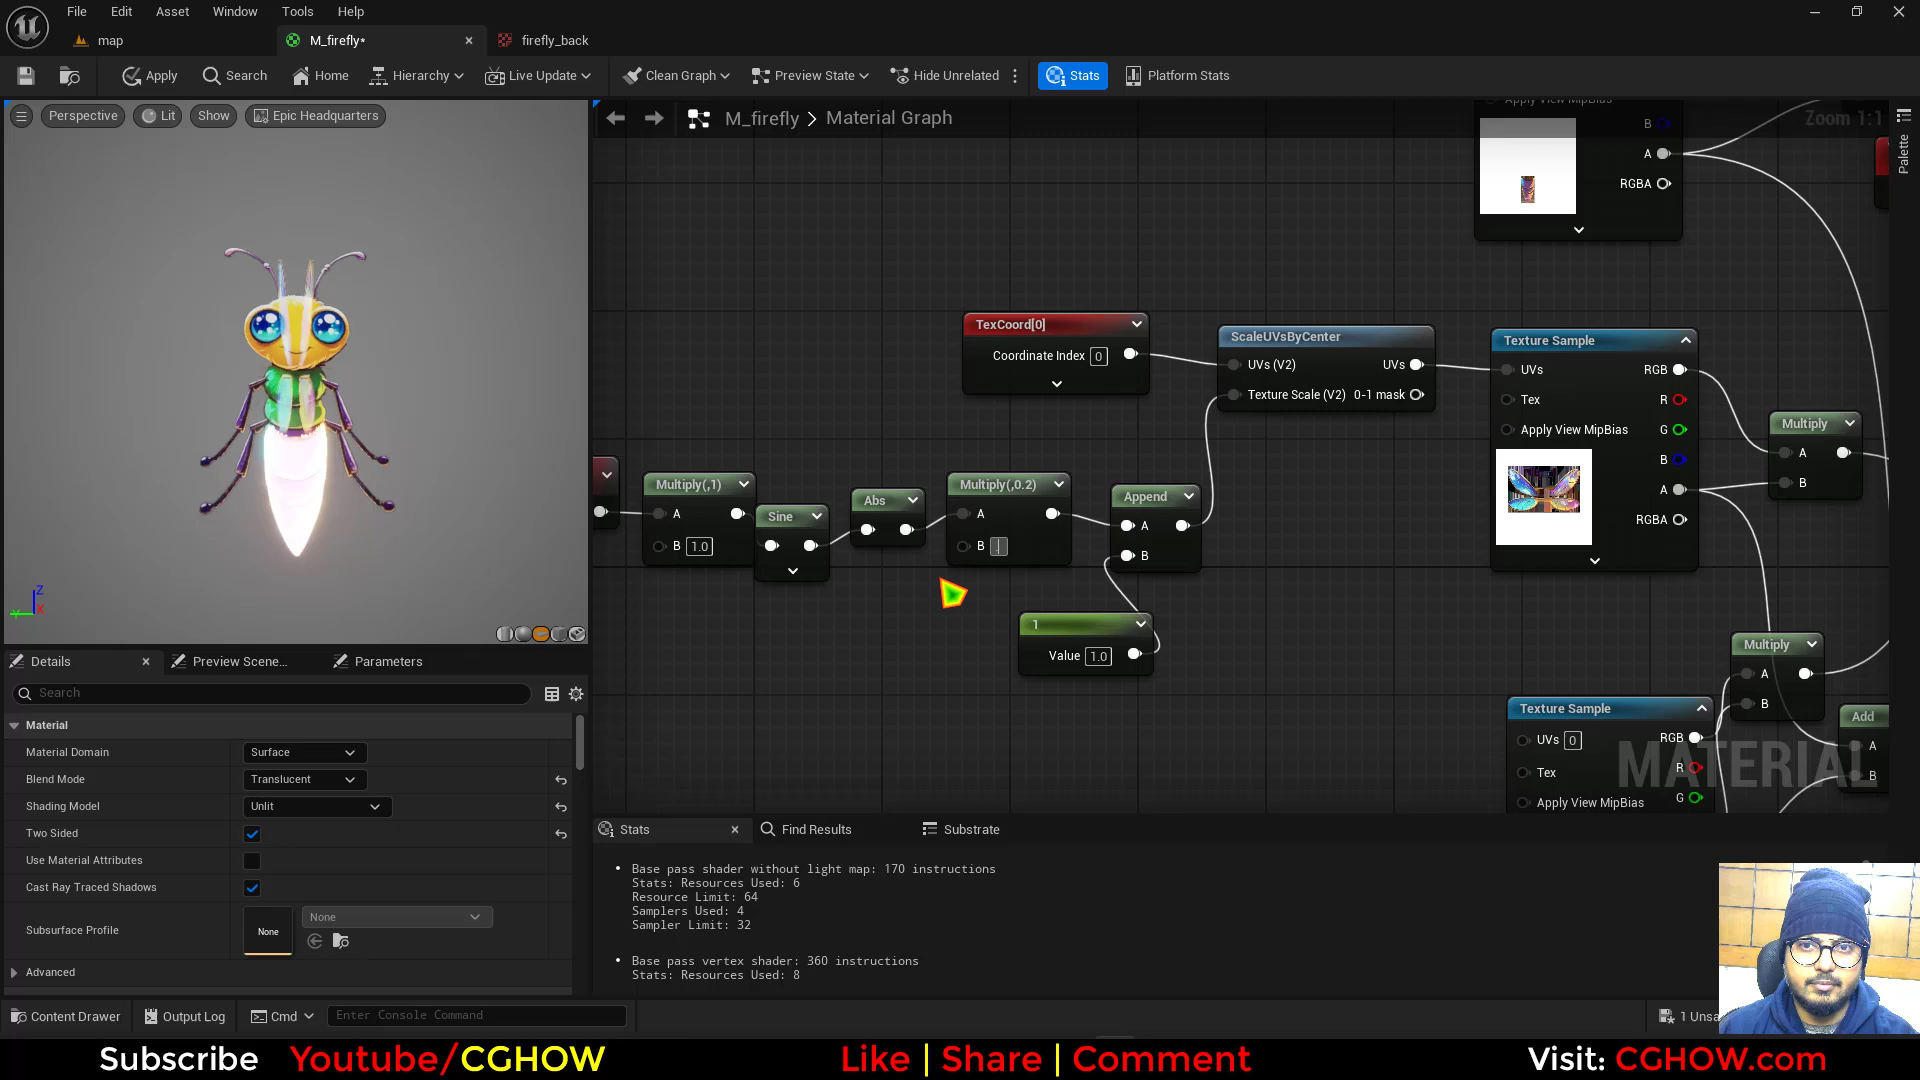 File Edit Asset Window Tools Help
map
M_firefly*
firefly_back
Apply Search Home Hierarchy Live Update Clean Graph Preview State Hide Unrelated Stats Platform Stats
Perspective Lit Show Epic Headquarters
M_firefly > Material Graph
Zoom 1:1
Palette
Apply View MipBias
B
A
RGBA
TexCoord[0]
Coordinate Index 0
ScaleUVsByCenter
UVs (V2) UVs
Texture Scale (V2) 0-1 mask
Texture Sample
UVs RGB
Tex R
Apply View MipBias G
B
A
RGBA
Multiply
A
B
Multiply(,1)
A
B 1.0
Sine
Abs
Multiply(,0.2)
A
B .
Append
A
B
1
Value 1.0
Multiply
A
B
Texture Sample
UVs 0 RGB
Tex R
Apply View MipBias G
Add
A
B
MATERIAL
Z
Y
X
Details Preview Scene... Parameters
Search
Material
Material Domain Surface
Blend Mode Translucent
Shading Model Unlit
Two Sided
Use Material Attributes
Cast Ray Traced Shadows
Subsurface Profile None None
Advanced
Stats Find Results Substrate
Base pass shader without light map: 170 instructions
Stats: Resources Used: 6
Resource Limit: 64
Samplers Used: 4
Sampler Limit: 32
Base pass vertex shader: 360 instructions
Stats: Resources Used: 8
Content Drawer Output Log Cmd Enter Console Command
1 Unsa
Subscribe Youtube/CGHOW Like | Share | Comment Visit: CGHOW.com